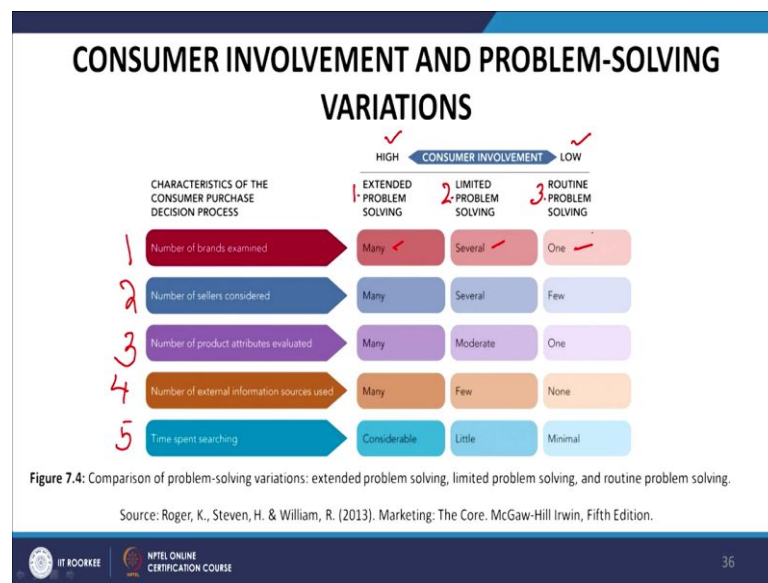 CONSUMER INVOLVEMENT AND PROBLEM-SOLVING
VARIATIONS
HIGH CONSUMER INVOLVEMENT LOW
CHARACTERISTICS OF THE
CONSUMER PURCHASE
DECISION PROCESS
1. EXTENDED
PROBLEM
SOLVING
2. LIMITED
PROBLEM
SOLVING
3. ROUTINE
PROBLEM
SOLVING
1 Number of brands examined Many Several One
2 Number of sellers considered Many Several Few
3 Number of product attributes evaluated Many Moderate One
4 Number of external information sources used Many Few None
5 Time spent searching Considerable Little Minimal
Figure 7.4: Comparison of problem-solving variations: extended problem solving, limited problem solving, and routine problem solving.
Source: Roger, K., Steven, H. & William, R. (2013). Marketing: The Core. McGaw-Hill Irwin, Fifth Edition.
IIT ROORKEE NPTEL ONLINE
CERTIFICATION COURSE
36